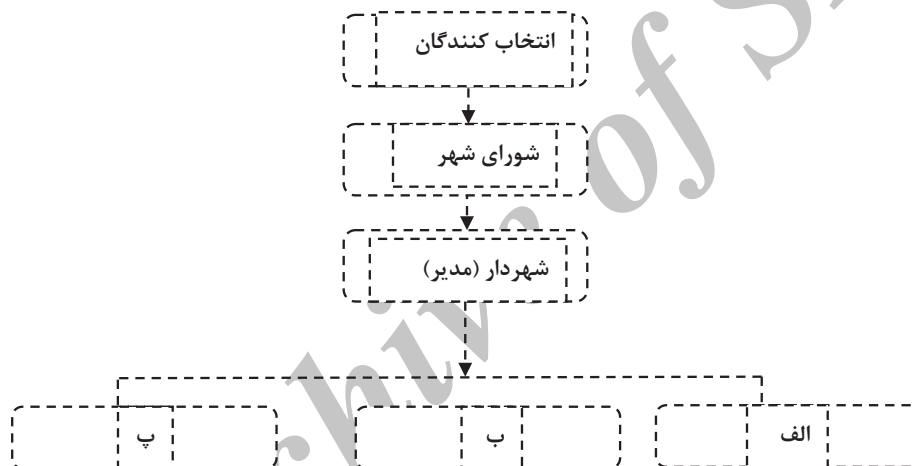 انتخاب کنندگان
شورای شهر
شهردار (مدیر)
الف
ب
پ